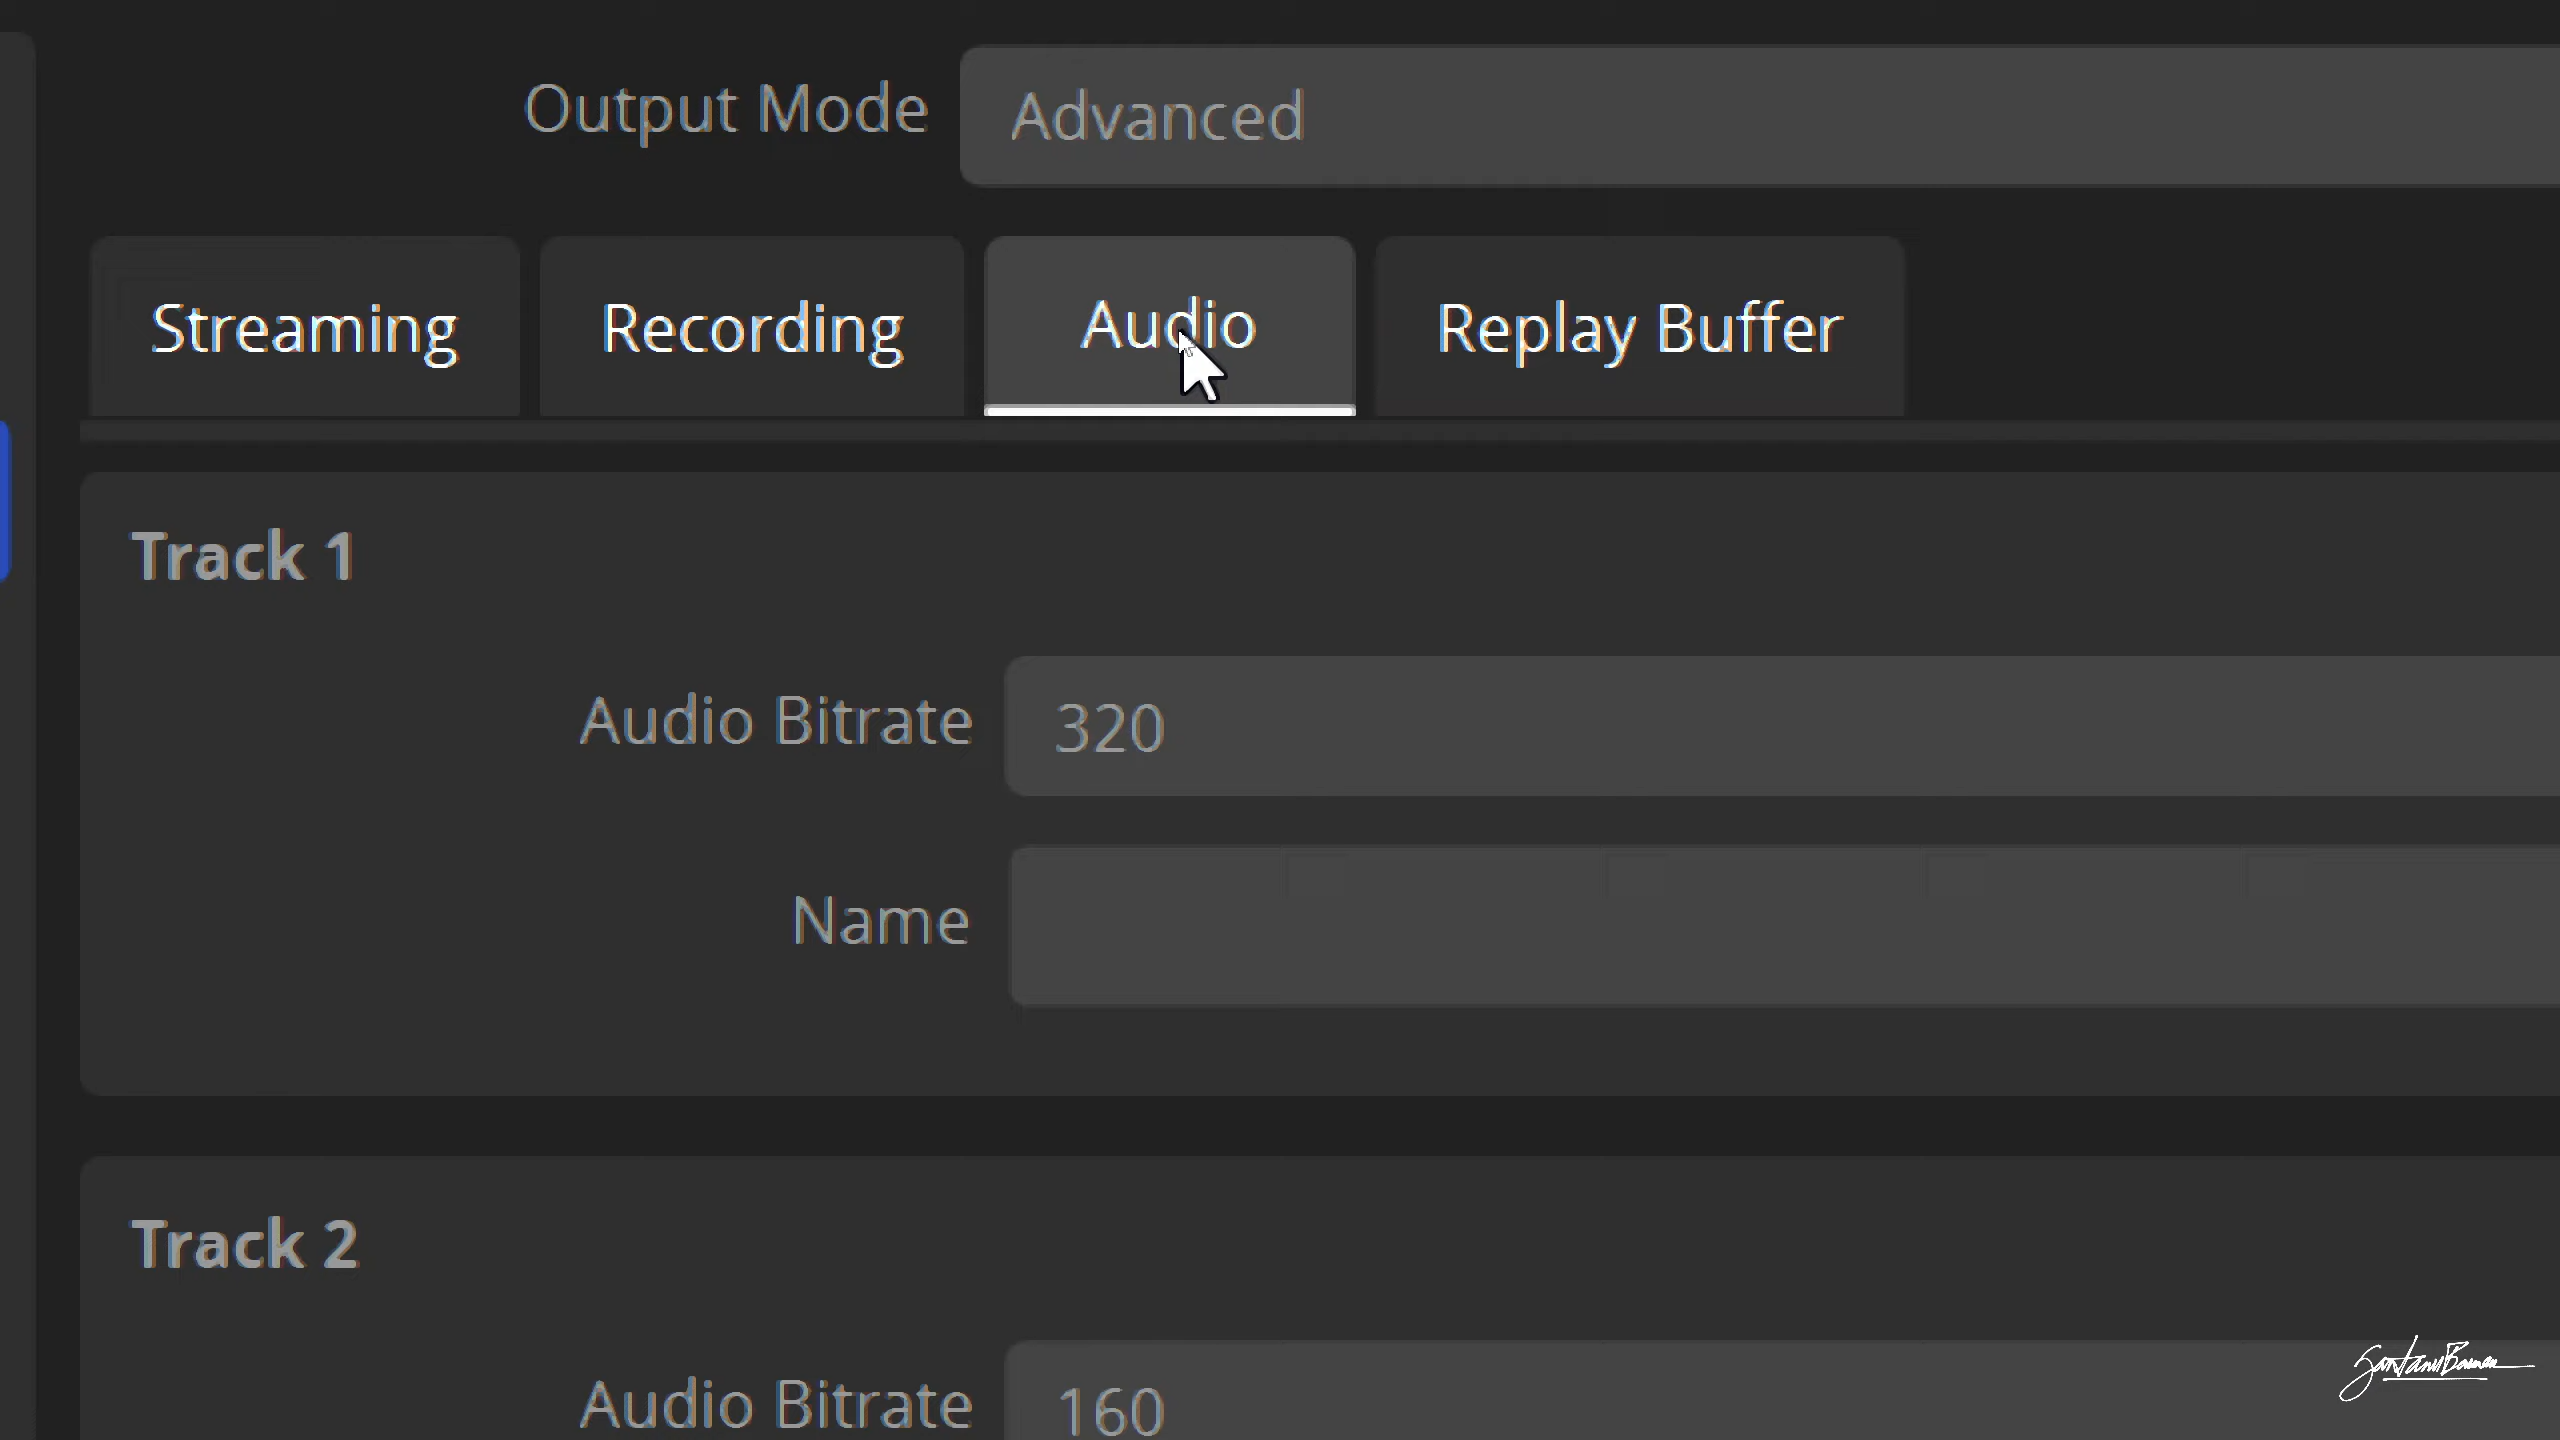 Output Mode Advanced
Streaming Recording Audio Replay Buffer
Track 1
Audio Bitrate 320
Name
Track 2
Audio Bitrate 160